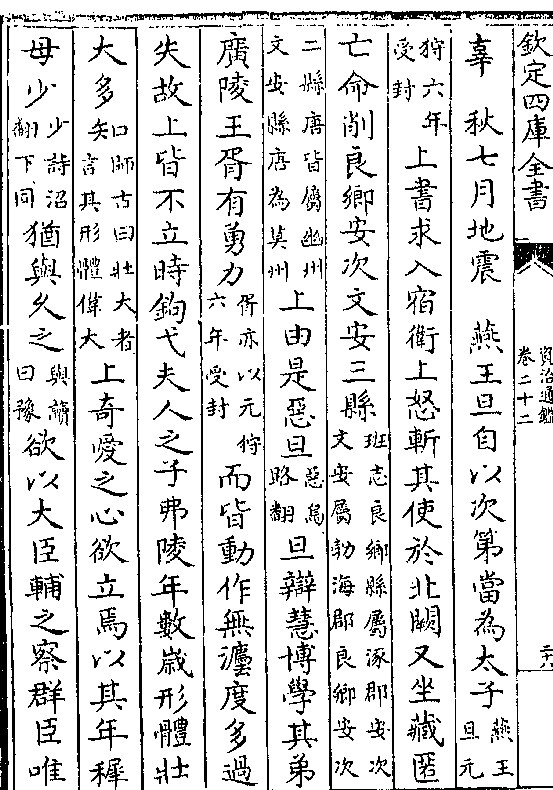 欽定四庫全書
資治通鑑
卷二十二
辜　秋七月地震　燕王旦自以次第當為太子燕王旦元
狩六年受封上書求入宿衛上怒斬其使於北闕又坐藏匿
亡命削良鄉安次文安三縣班志良鄉縣屬涿郡安次文安屬勃海郡良鄉安次
二縣唐皆屬幽州文安縣唐為莫州上由是惡旦惡烏路翻旦辯慧博學其弟
廣陵王胥有勇力胥亦以元狩六年受封而皆動作無灋度多過
失故上皆不立時鉤弋夫人之子弗陵年數歲形體壯
大多知師古曰壯大者言其形體偉大上奇愛之心欲立焉以其年穉
母少少詩沼翻下同猶與久之與讀曰豫欲以大臣輔之察群臣唯